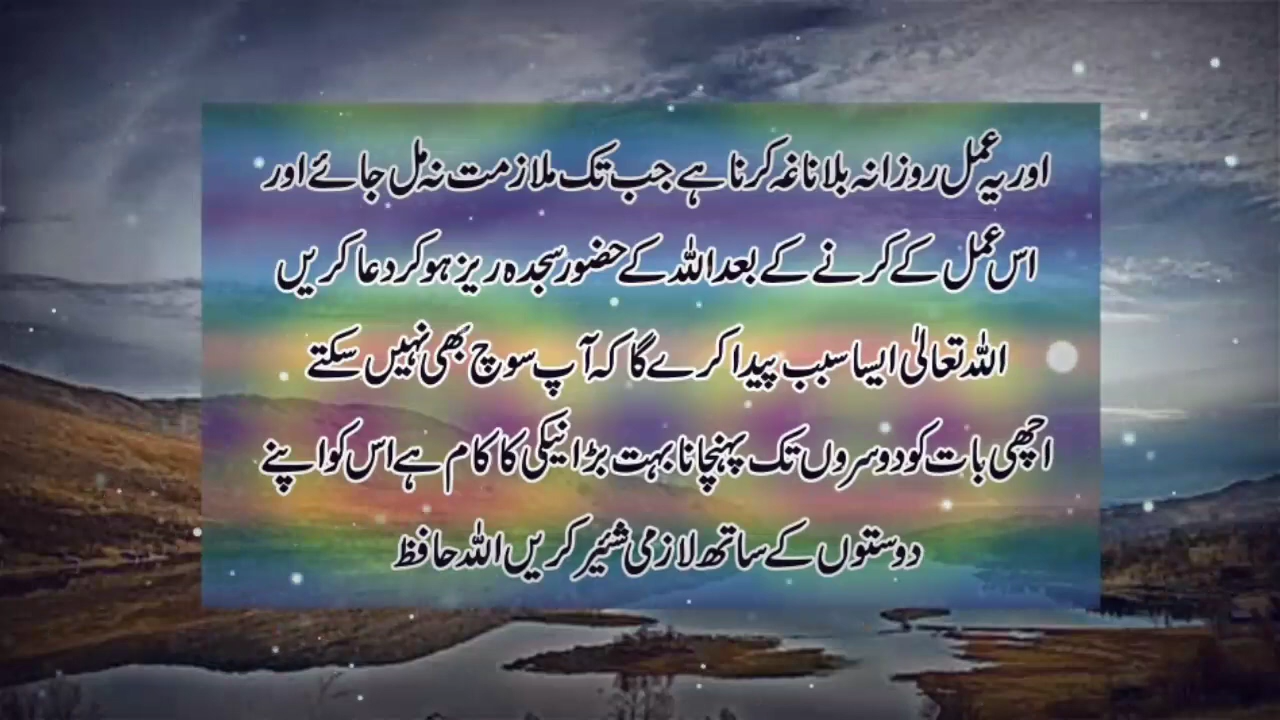 اور یہ عمل روزانہ بلا ناغہ کرنا ہے جب تک ملازمت نہ مل جائے اور
اس عمل کے کرنے کے بعد اللہ کے حضور سجدہ ریز ہو کر دعا کریں
اللہ تعالیٰ ایسا سبب پیدا کرے گا کہ آپ سوچ بھی نہیں سکتے
اچھی بات کو دوسروں تک پہنچانا بہت بڑا نیکی کا کام ہے اس کو اپنے
دوستوں کے ساتھ لازمی شئیر کریں اللہ حافظ